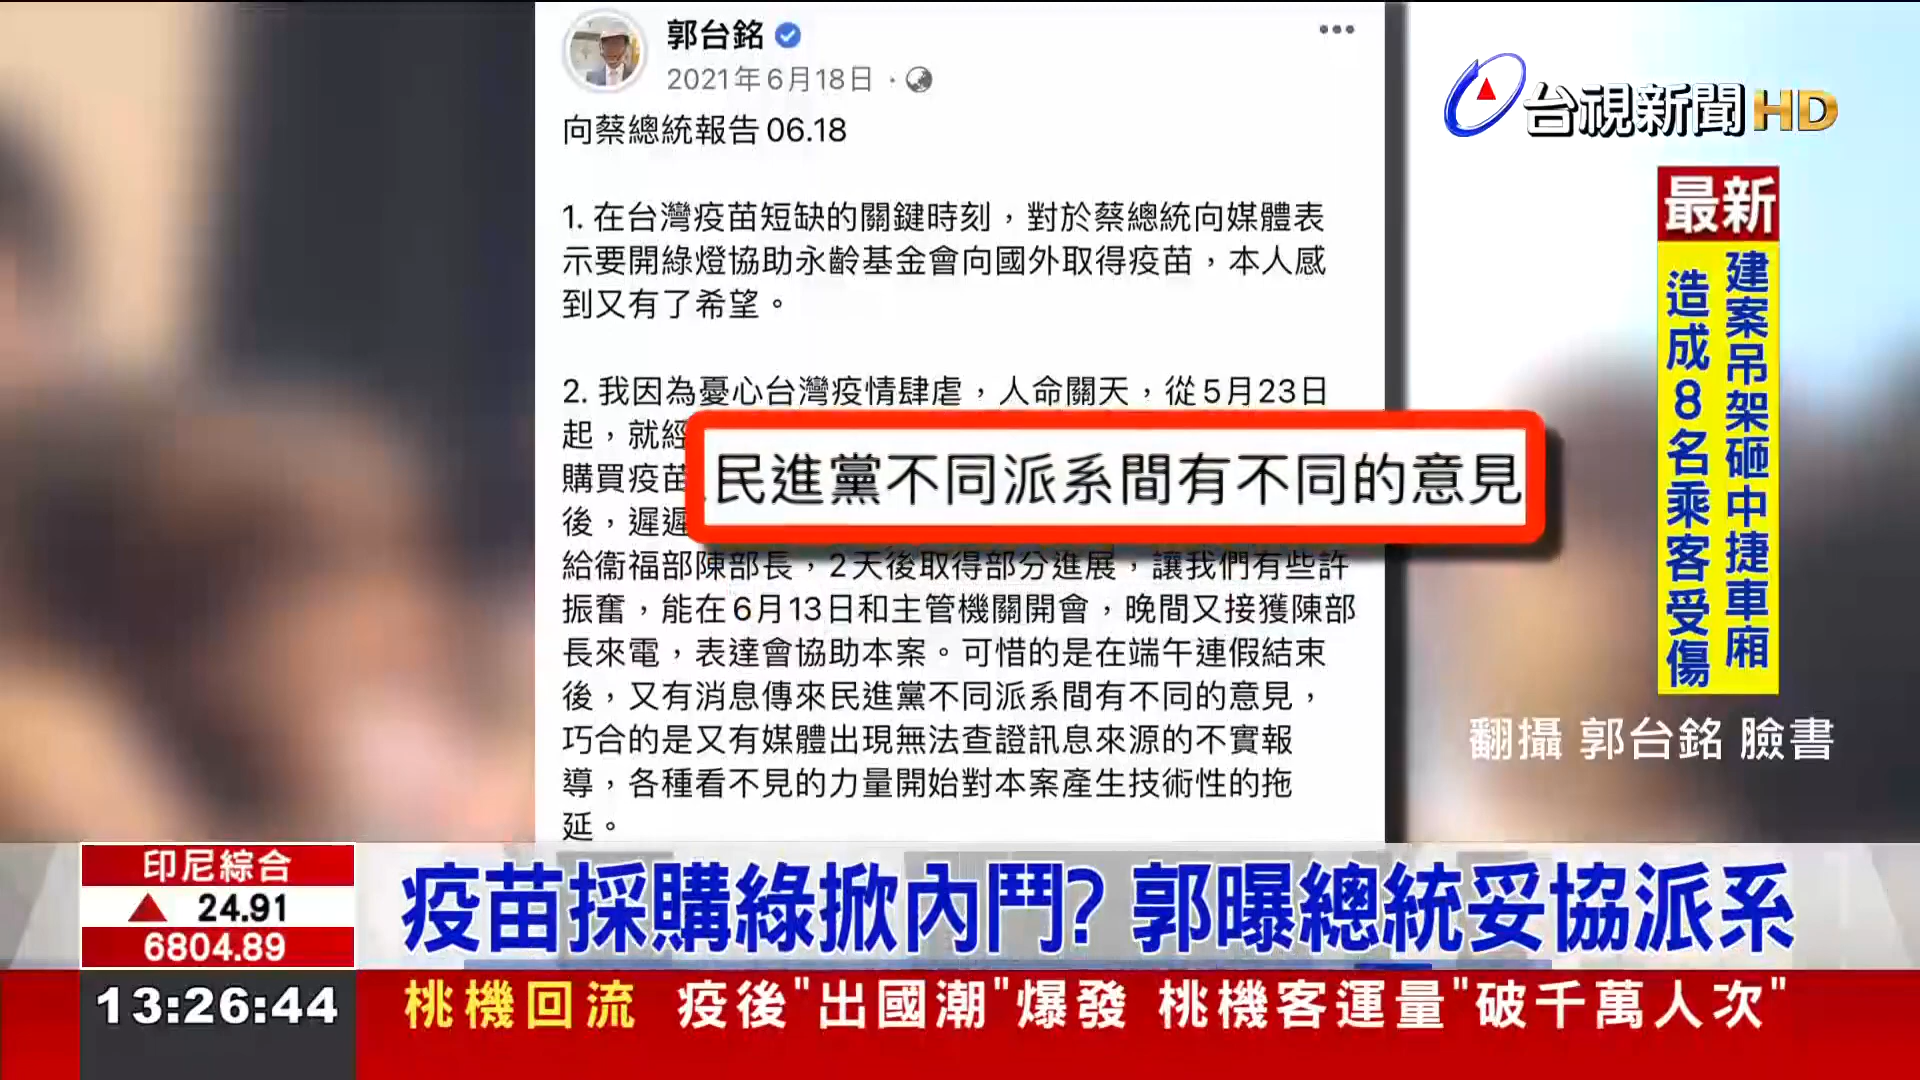 郭台銘
2021年6月18日
向蔡總統報告06.18
1. 在台灣疫苗短缺的關鍵時刻，對於蔡總統向媒體表
示要開綠燈協助永齡基金會向國外取得疫苗，本人感
到又有了希望。
2. 我因為憂心台灣疫情肆虐，人命關天，從5月23日
起，就經
購買疫苗
後，遲遲
民進黨不同派系間有不同的意見
給衞福部陳部長，2天後取得部分進展，讓我們有些許
振奮，能在6月13日和主管機關開會，晚間又接獲陳部
長來電，表達會協助本案。可惜的是在端午連假結束
後，又有消息傳來民進黨不同派系間有不同的意見，
巧合的是又有媒體出現無法查證訊息來源的不實報
導，各種看不見的力量開始對本案產生技術性的拖
延。
台視新聞HD
最新
建案吊架砸中捷車廂
造成8名乘客受傷
翻攝 郭台銘 臉書
印尼綜合
▲ 24.91
6804.89
疫苗採購綠掀內鬥? 郭曝總統妥協派系
13:26:44
桃機回流 疫後"出國潮"爆發 桃機客運量"破千萬人次"